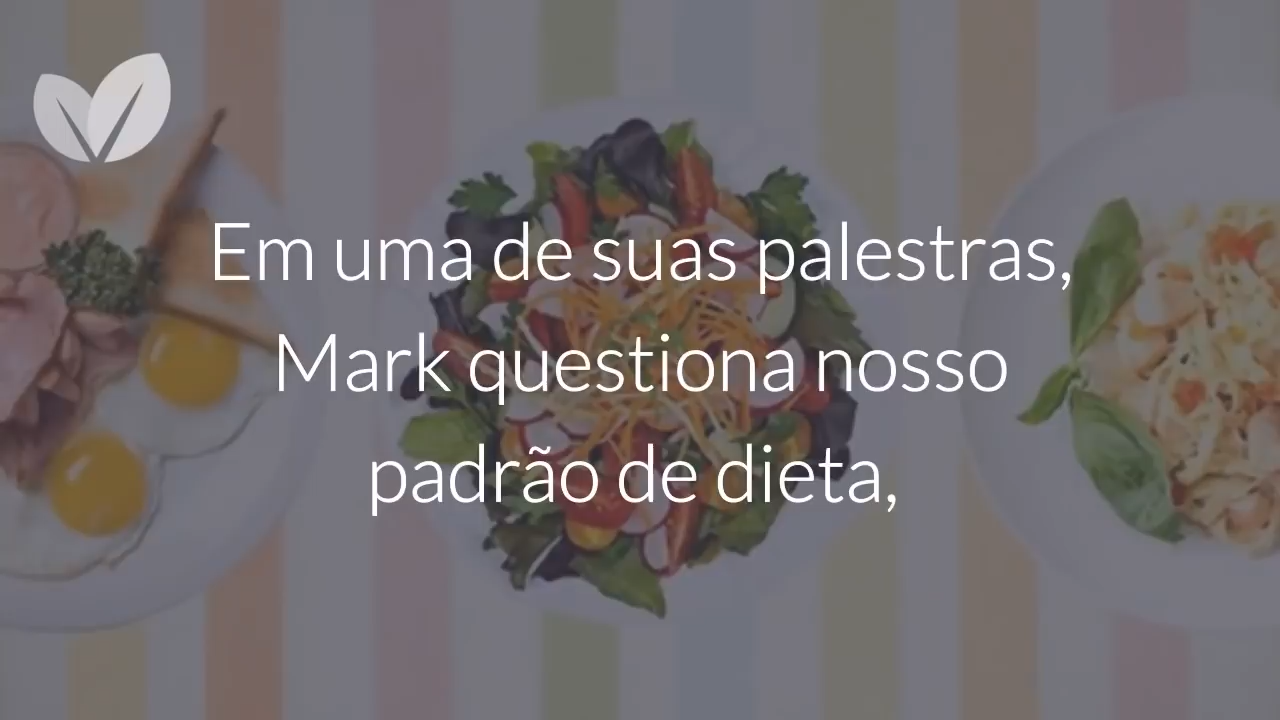 Em uma de suas palestras,
Mark questiona nosso
padrão de dieta,